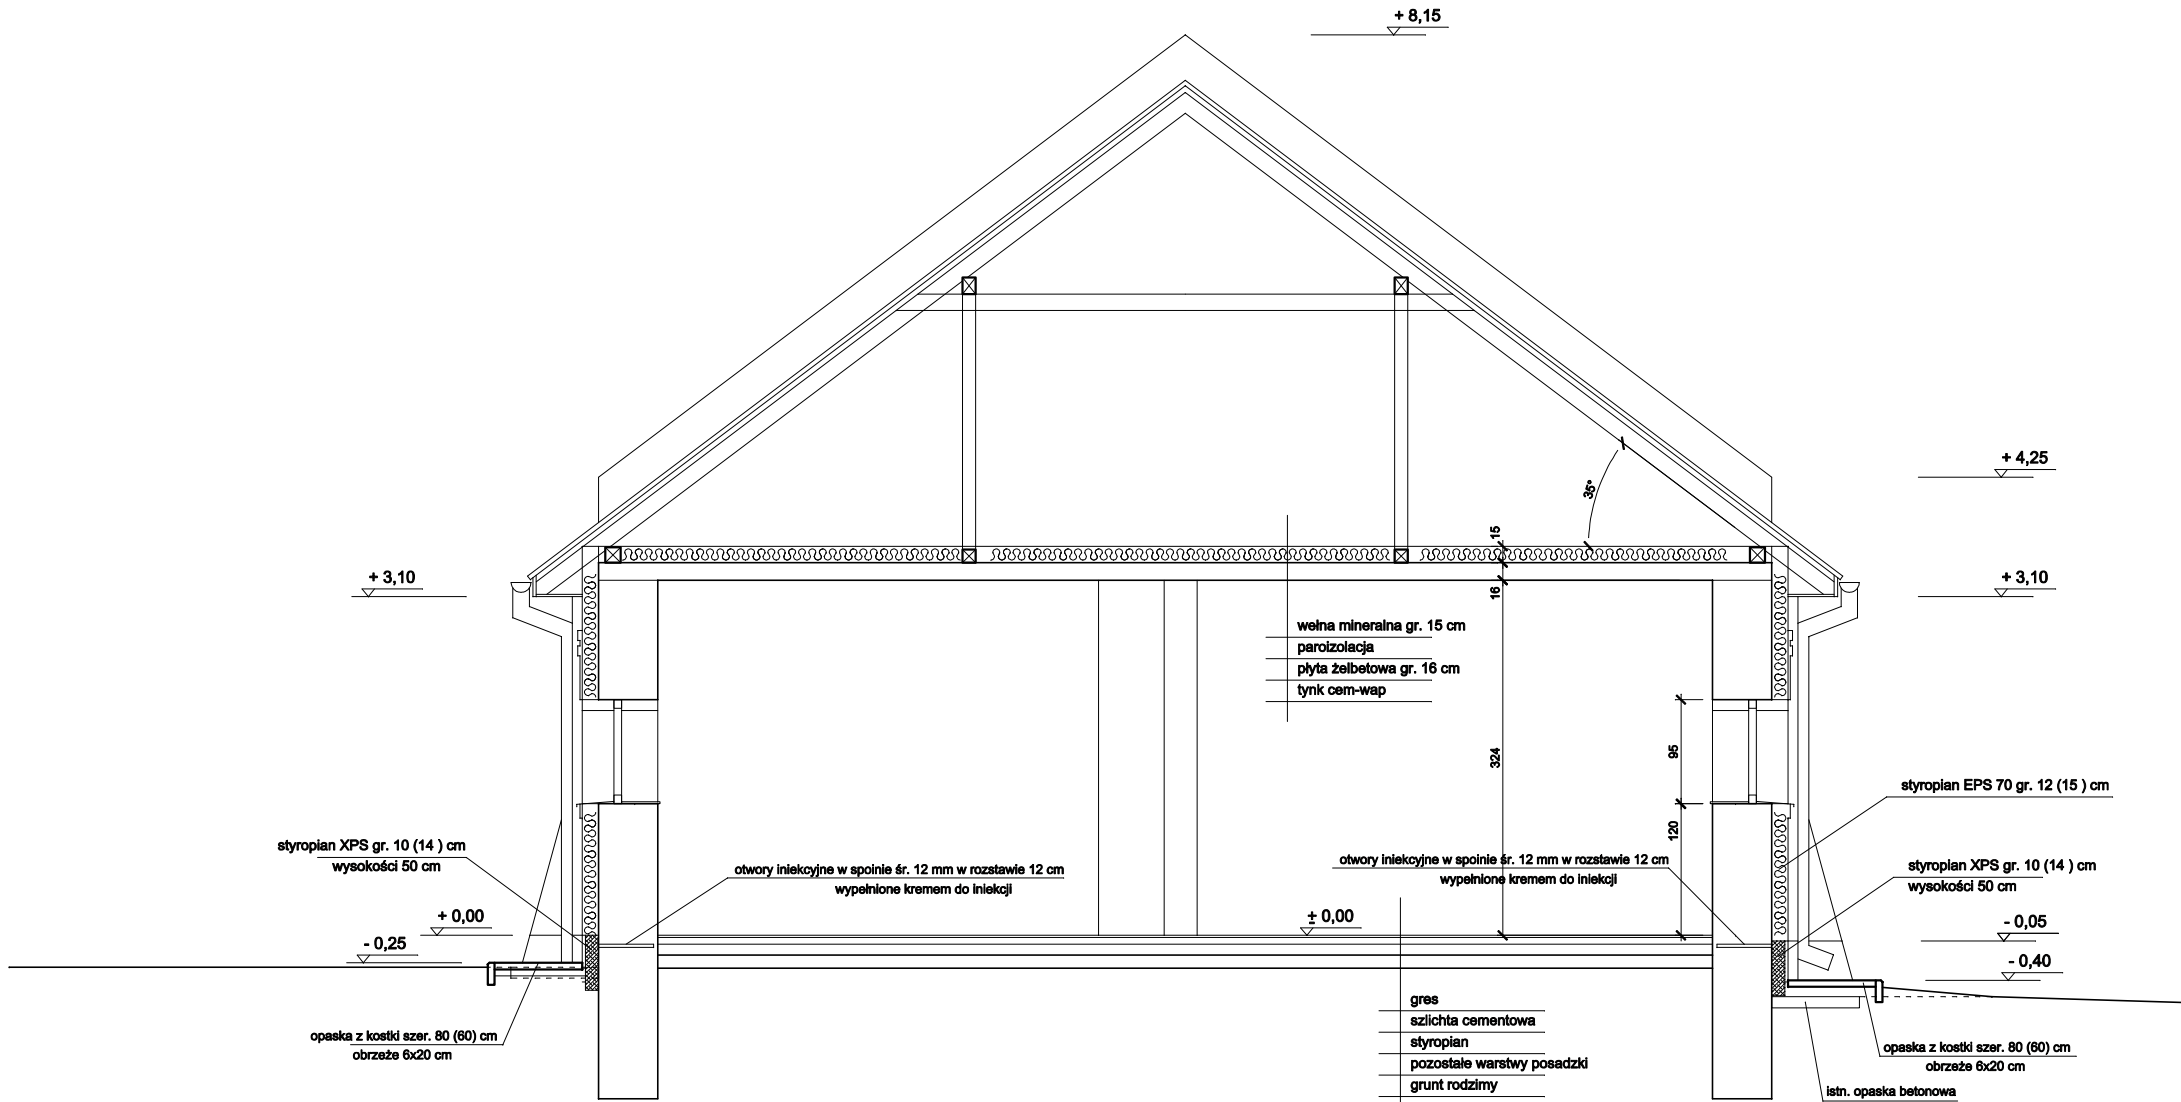 + 8,15
+ 4,25
35°
15
+ 3,10
+ 3,10
16
wełna mineralna gr. 15 cm
paroizolacja
płyta żelbetowa gr. 16 cm
tynk cem-wap
324
95
styropian EPS 70 gr. 12 (15 ) cm
120
styropian XPS gr. 10 (14 ) cm
wysokości 50 cm
otwory iniekcyjne w spoinie śr. 12 mm w rozstawie 12 cm
wypełnione kremem do iniekcji
otwory iniekcyjne w spoinie śr. 12 mm w rozstawie 12 cm
wypełnione kremem do iniekcji
styropian XPS gr. 10 (14 ) cm
wysokości 50 cm
+ 0,00
± 0,00
- 0,05
- 0,25
- 0,40
gres
szlichta cementowa
styropian
pozostałe warstwy posadzki
grunt rodzimy
opaska z kostki szer. 80 (60) cm
obrzeże 6x20 cm
opaska z kostki szer. 80 (60) cm
obrzeże 6x20 cm
istn. opaska betonowa